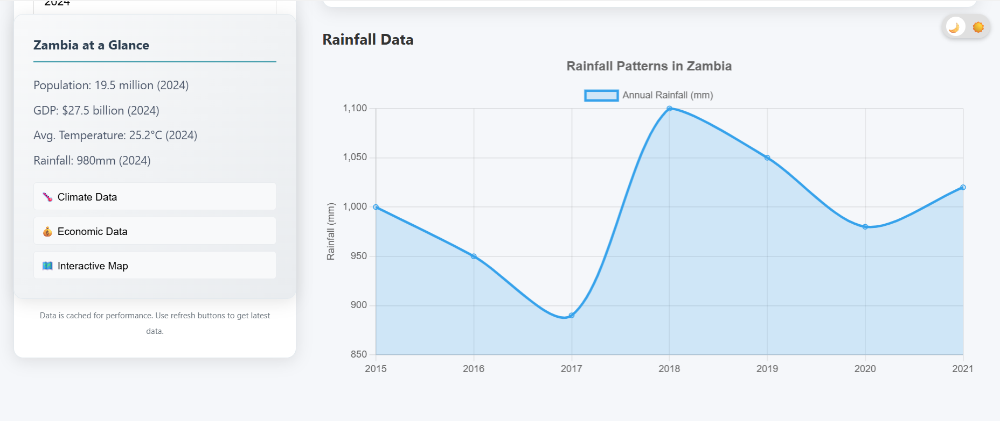 2024
Zambia at a Glance
Population: 19.5 million (2024)
GDP: $27.5 billion (2024)
Avg. Temperature: 25.2°C (2024)
Rainfall: 980mm (2024)
Climate Data
Economic Data
Interactive Map
Data is cached for performance. Use refresh buttons to get latest
data.
Rainfall Data
Rainfall Patterns in Zambia
Annual Rainfall (mm)
Rainfall (mm)
1,100
1,050
1,000
950
900
850
2015 2016 2017 2018 2019 2020 2021